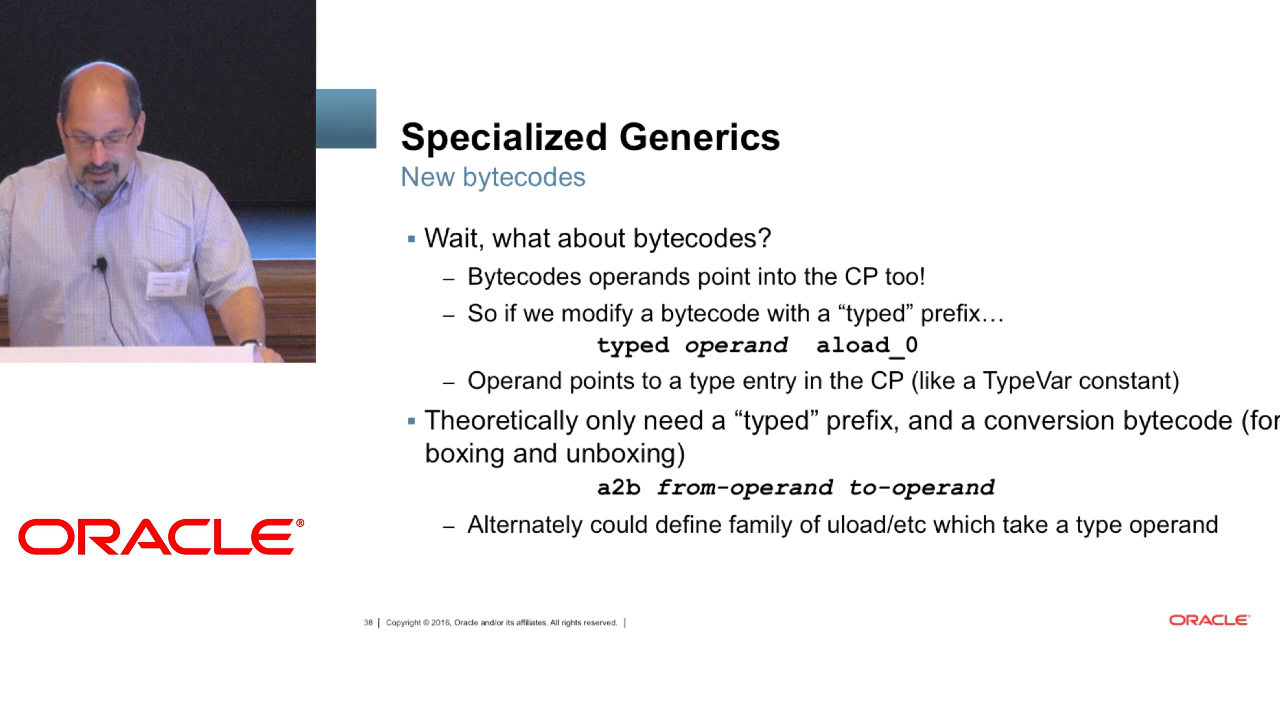 Specialized Generics
New bytecodes
▪ Wait, what about bytecodes?
– Bytecodes operands point into the CP too!
– So if we modify a bytecode with a “typed” prefix…
typed operand aload_0
– Operand points to a type entry in the CP (like a TypeVar constant)
▪ Theoretically only need a “typed” prefix, and a conversion bytecode (for
boxing and unboxing)
a2b from-operand to-operand
– Alternately could define family of uload/etc which take a type operand
ORACLE®
38 | Copyright © 2016, Oracle and/or its affiliates. All rights reserved. |
ORACLE®